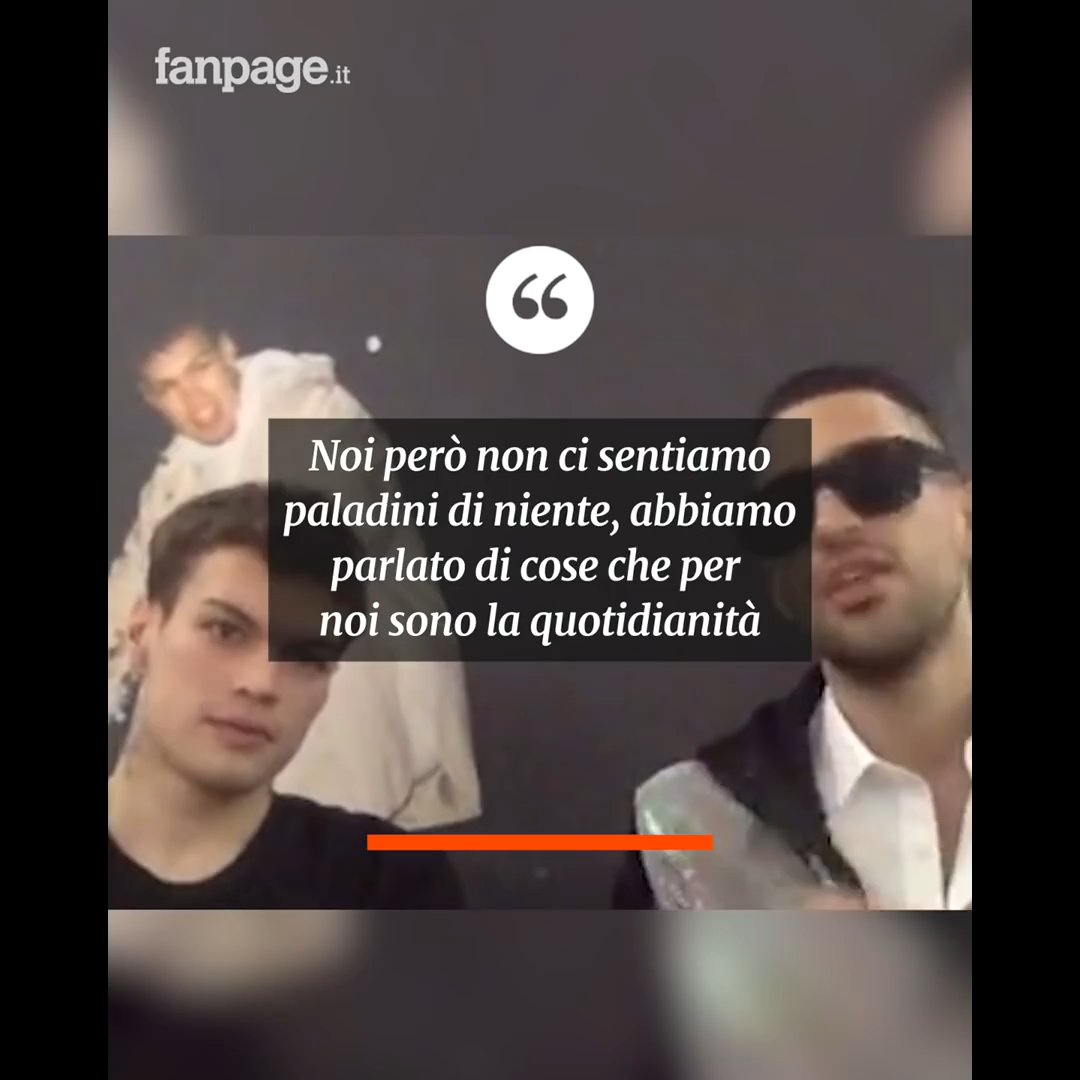 fanpage.it
“
Noi però non ci sentiamo
paladini di niente, abbiamo
parlato di cose che per
noi sono la quotidianità